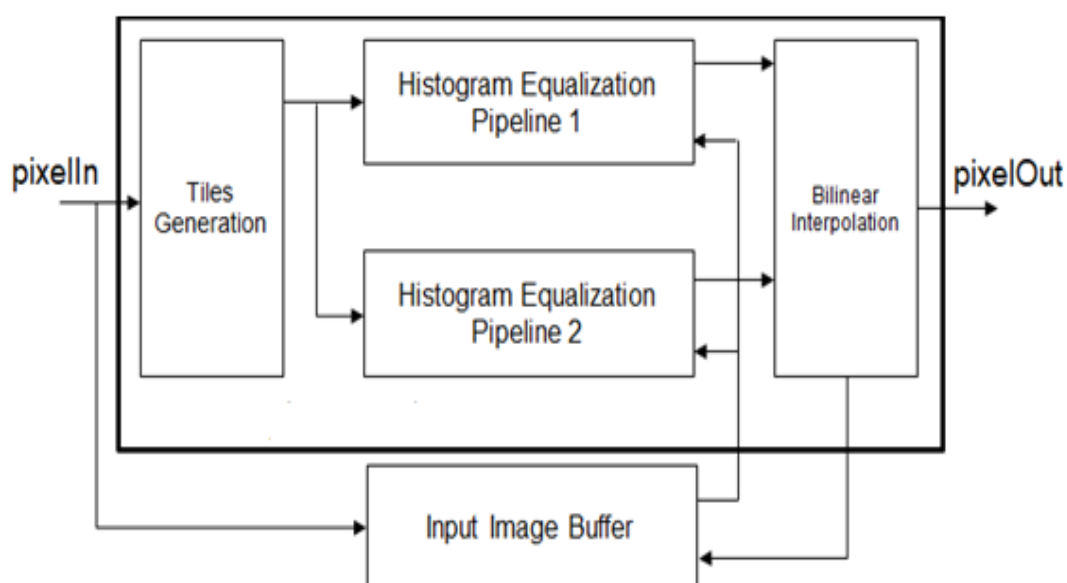 pixelIn
Tiles
Generation
Histogram Equalization
Pipeline 1
Histogram Equalization
Pipeline 2
Bilinear
Interpolation
pixelOut
Input Image Buffer